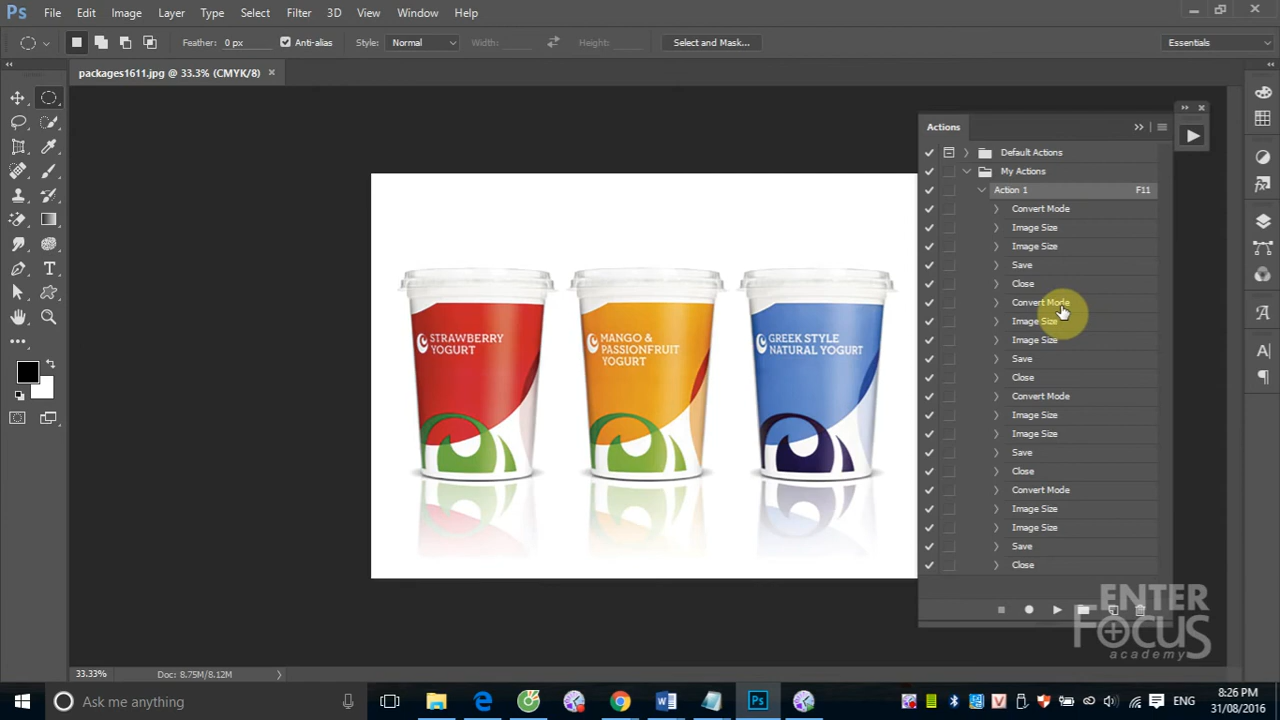 Ps File Edit Image Layer Type Select Filter 3D View Window Help
Feather: 0 px Anti-alias Style: Normal Width: Height: Select and Mask... Essentials
packages1611.jpg @ 33.3% (CMYK/8)
Actions
Default Actions
My Actions
Action 1 F11
Convert Mode
Image Size
Image Size
Save
Close
Convert Mode
Image Size
Image Size
Save
Close
Convert Mode
Image Size
Image Size
Save
Close
Convert Mode
Image Size
Image Size
Save
Close
STRAWBERRY
YOGURT
MANGO &
PASSIONFRUIT
YOGURT
GREEK STYLE
NATURAL YOGURT
ENTER
FOCUS
academy
33.33% Doc: 8.75M/8.12M
Ask me anything
ENG
8:26 PM
31/08/2016